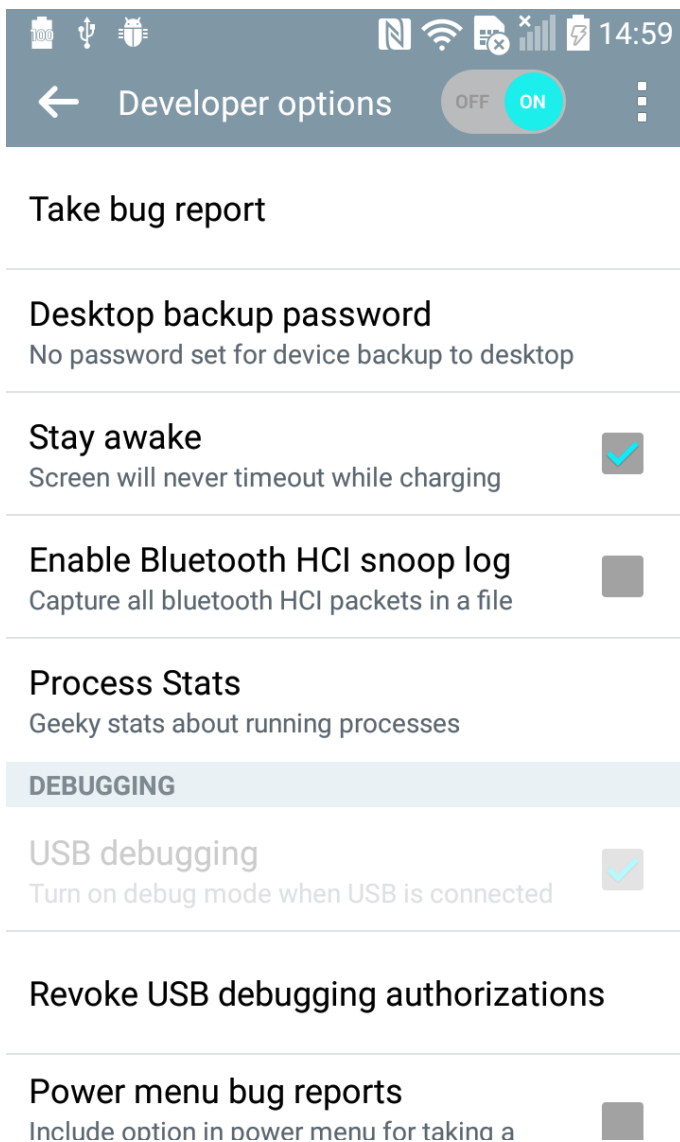 100
14:59
Developer options
OFF ON
Take bug report
Desktop backup password
No password set for device backup to desktop
Stay awake
Screen will never timeout while charging
Enable Bluetooth HCI snoop log
Capture all bluetooth HCI packets in a file
Process Stats
Geeky stats about running processes
DEBUGGING
USB debugging
Turn on debug mode when USB is connected
Revoke USB debugging authorizations
Power menu bug reports
Include option in power menu for taking a